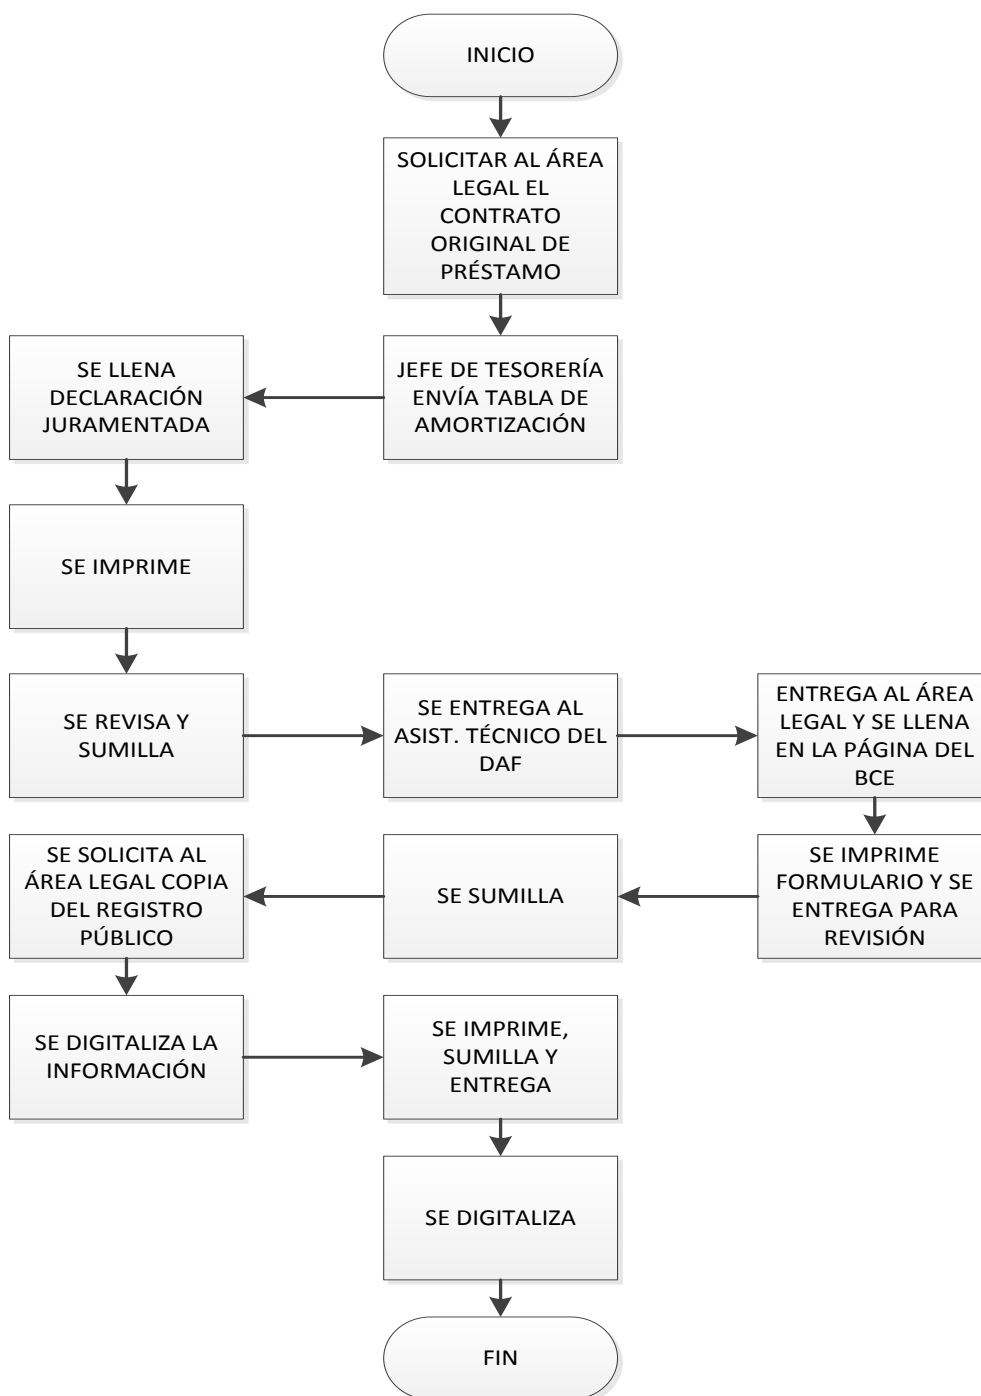 INICIO
SOLICITAR AL ÁREA
LEGAL EL
CONTRATO
ORIGINAL DE
PRÉSTAMO
JEFE DE TESORERÍA
ENVÍA TABLA DE
AMORTIZACIÓN
SE LLENA
DECLARACIÓN
JURAMENTADA
SE IMPRIME
SE REVISA Y
SUMILLA
SE ENTREGA AL
ASIST. TÉCNICO DEL
DAF
ENTREGA AL ÁREA
LEGAL Y SE LLENA
EN LA PÁGINA DEL
BCE
SE IMPRIME
FORMULARIO Y SE
ENTREGA PARA
REVISIÓN
SE SUMILLA
SE SOLICITA AL
ÁREA LEGAL COPIA
DEL REGISTRO
PÚBLICO
SE DIGITALIZA LA
INFORMACIÓN
SE IMPRIME,
SUMILLA Y
ENTREGA
SE DIGITALIZA
FIN